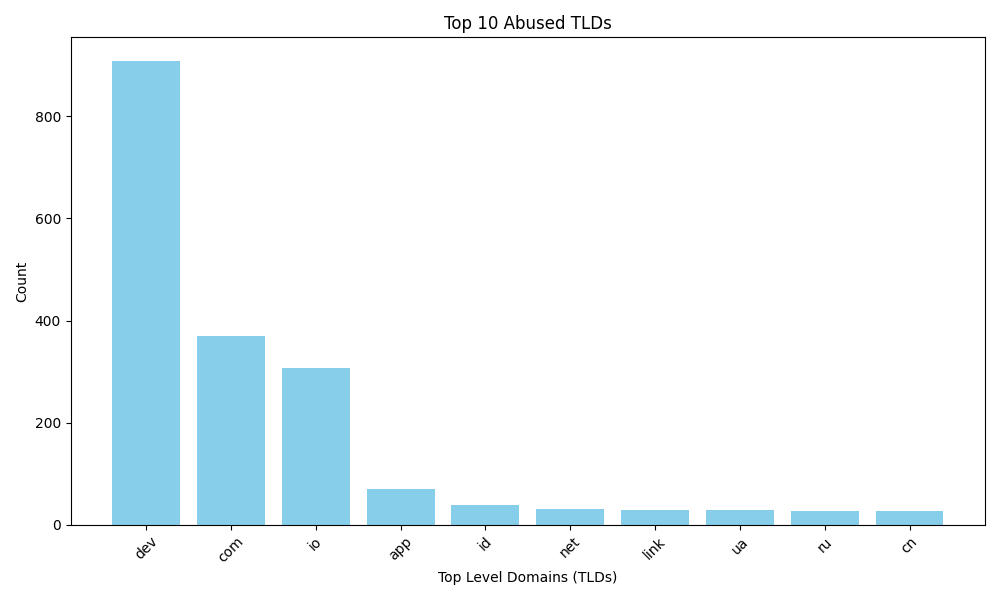 Top 10 Abused TLDs
Count
800
600
400
200
0
dev
com
io
app
id
net
link
ua
ru
cn
Top Level Domains (TLDs)